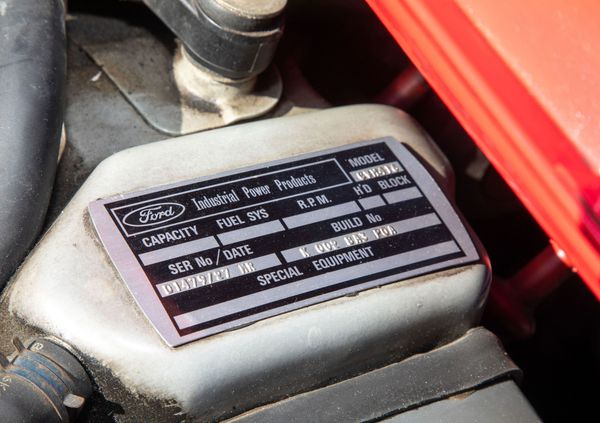 Ford Industrial Power Products MODEL
CAPACITY FUEL SYS R.P.M. H'D BLOCK
SER No / DATE BUILD No
SPECIAL EQUIPMENT